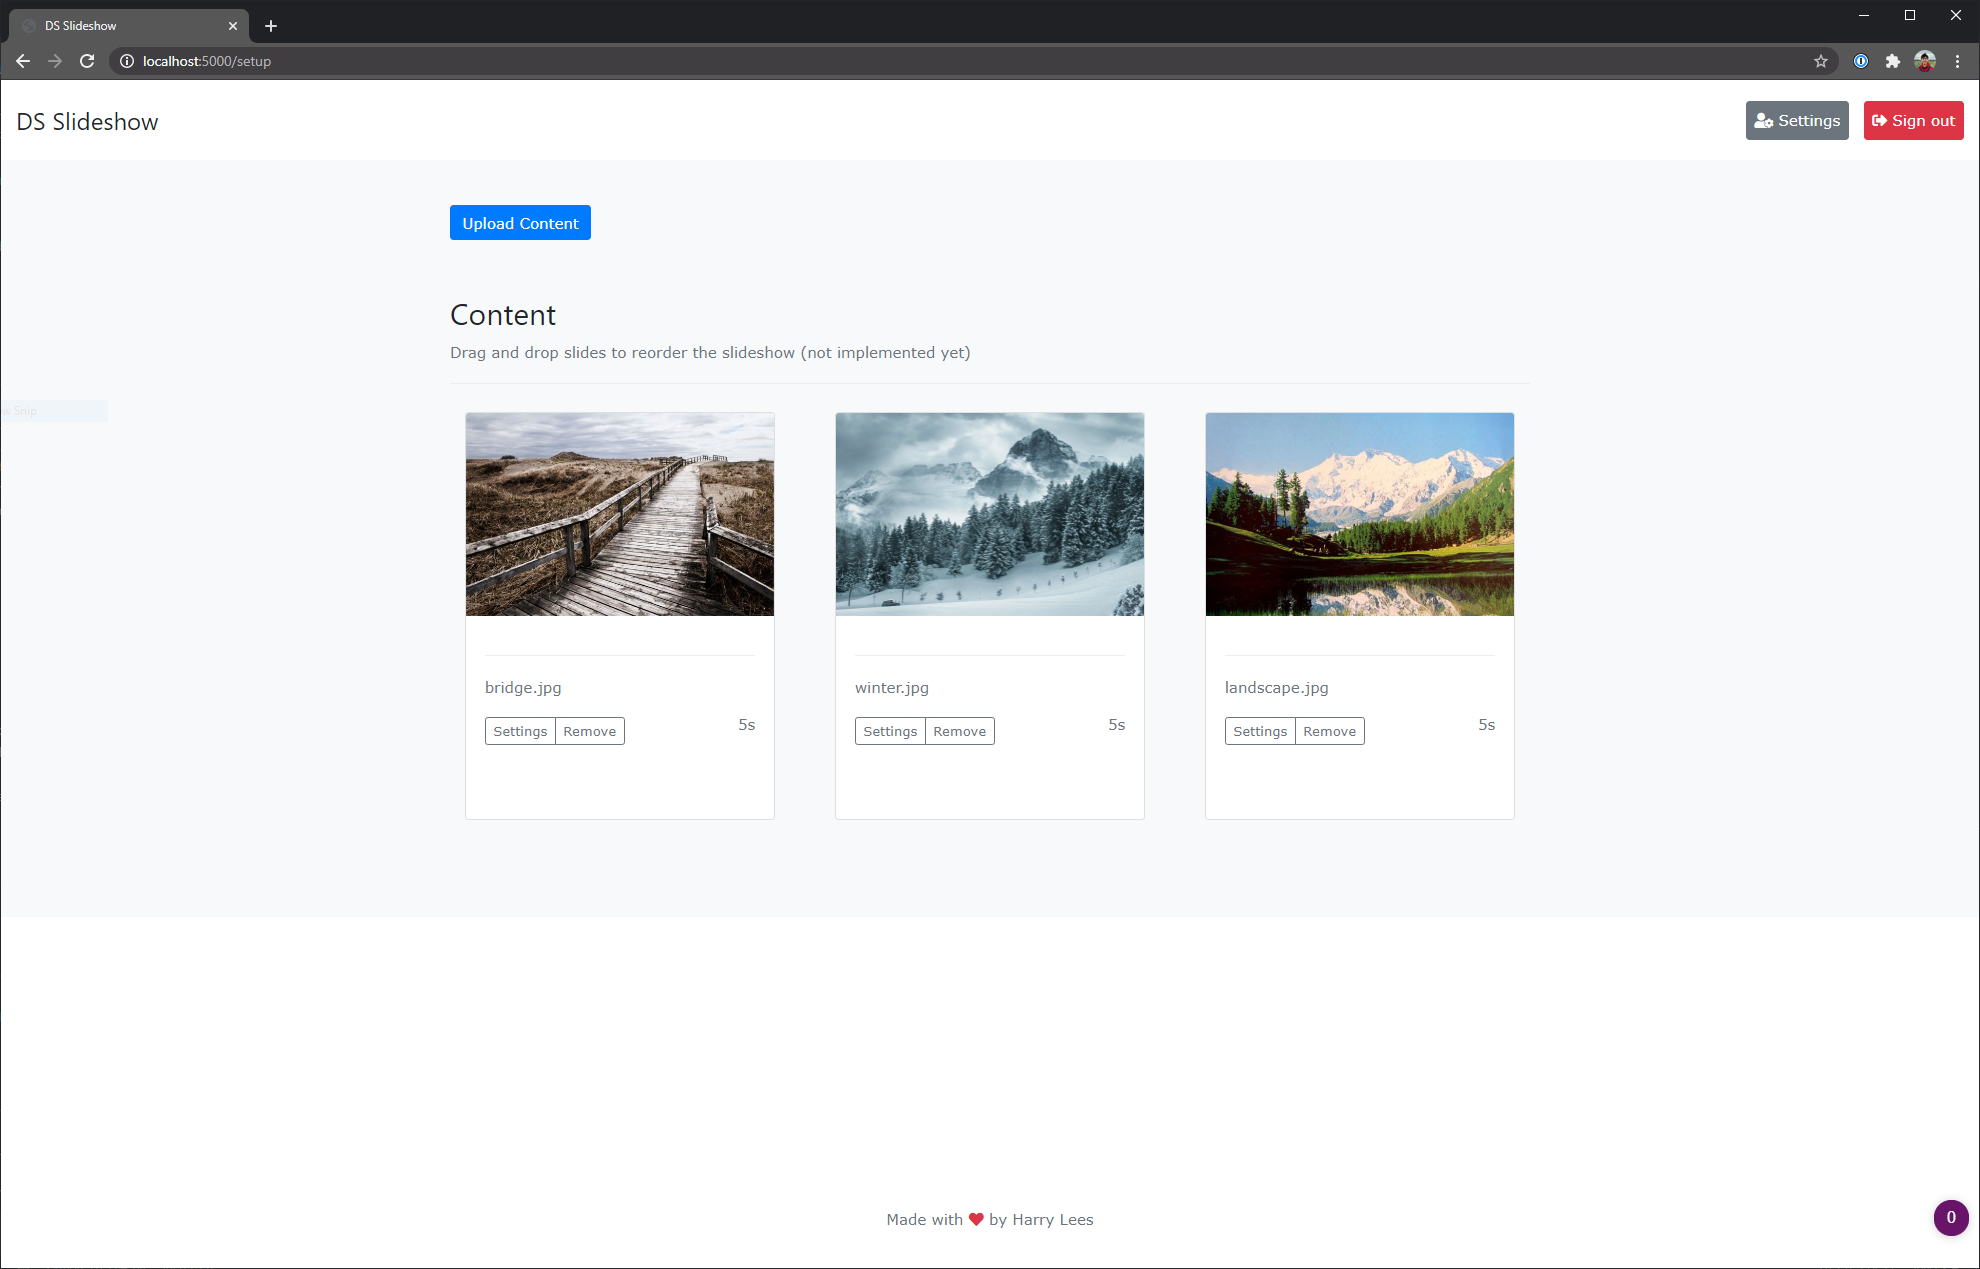 DS Slideshow
localhost:5000/setup
DS Slideshow
Settings
Sign out
Upload Content
Content
Drag and drop slides to reorder the slideshow (not implemented yet)
Snip
bridge.jpg
Settings Remove 5s
winter.jpg
Settings Remove 5s
landscape.jpg
Settings Remove 5s
Made with ❤ by Harry Lees
0